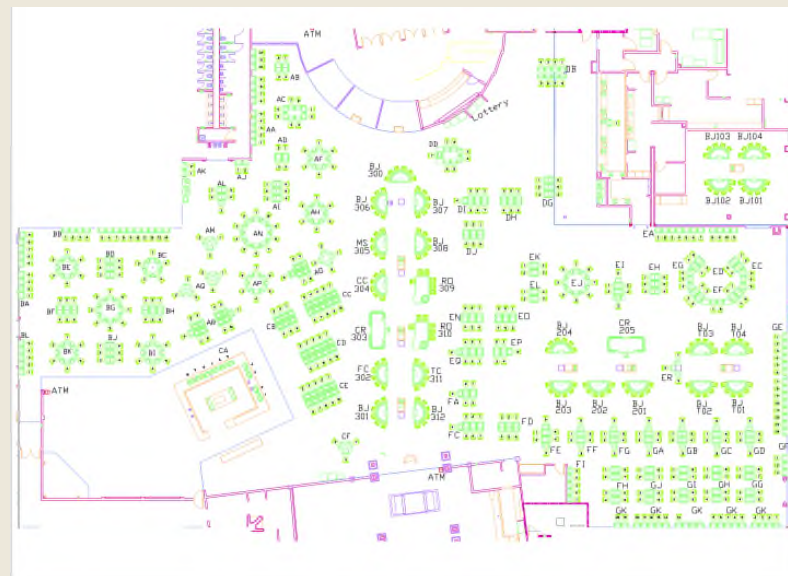 ATM
AB
AC
AA
AD
AK
AJ
AL
AI
AF
AH
AM
AN
AG
AP
Lottery
DB
DD
BJ
300
BJ
306
BJ
307
MS
305
BJ
308
CC
304
RO
309
CR
303
RO
310
FC
302
TC
311
BJ
301
BJ
312
DI
DH
DG
DJ
BJ103
BJ104
BJ102
BJ101
EA
BB
BE
BD
BC
BA
BF
BG
BH
BL
BK
BJ
BI
CC
CB
CD
CE
CA
CF
ATM
ATM
EK
EL
EJ
EI
EH
EG
ED
EF
EC
EN
EO
EP
EQ
BJ
204
CR
205
BJ
T03
BJ
T04
GE
ER
BJ
203
BJ
202
BJ
201
BJ
T02
BJ
T01
FA
FC
FD
FE
FF
FG
GA
GB
GC
GD
GF
FI
FH
GJ
GI
GH
GG
GK
GK
GK
GK
GK